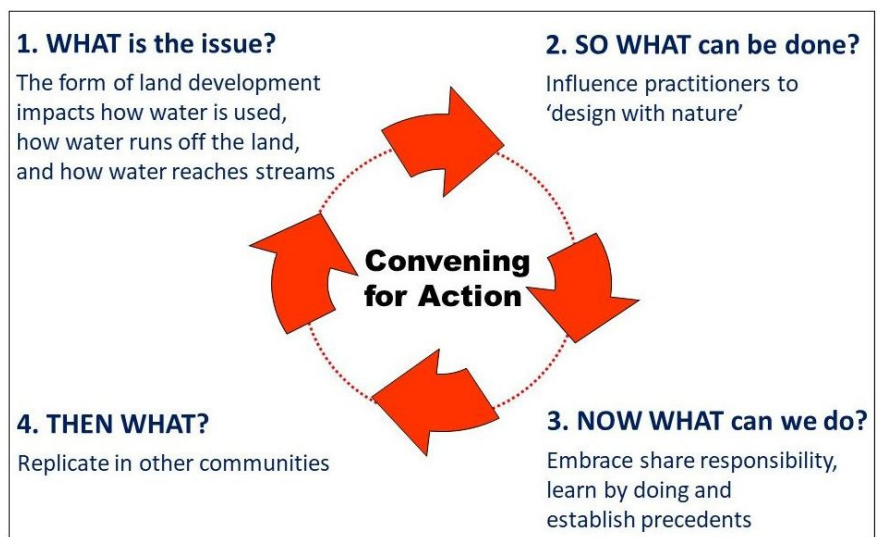 1. WHAT is the issue?
The form of land development
impacts how water is used,
how water runs off the land,
and how water reaches streams
2. SO WHAT can be done?
Influence practitioners to
‘design with nature’
Convening
for Action
3. NOW WHAT can we do?
Embrace share responsibility,
learn by doing and
establish precedents
4. THEN WHAT?
Replicate in other communities